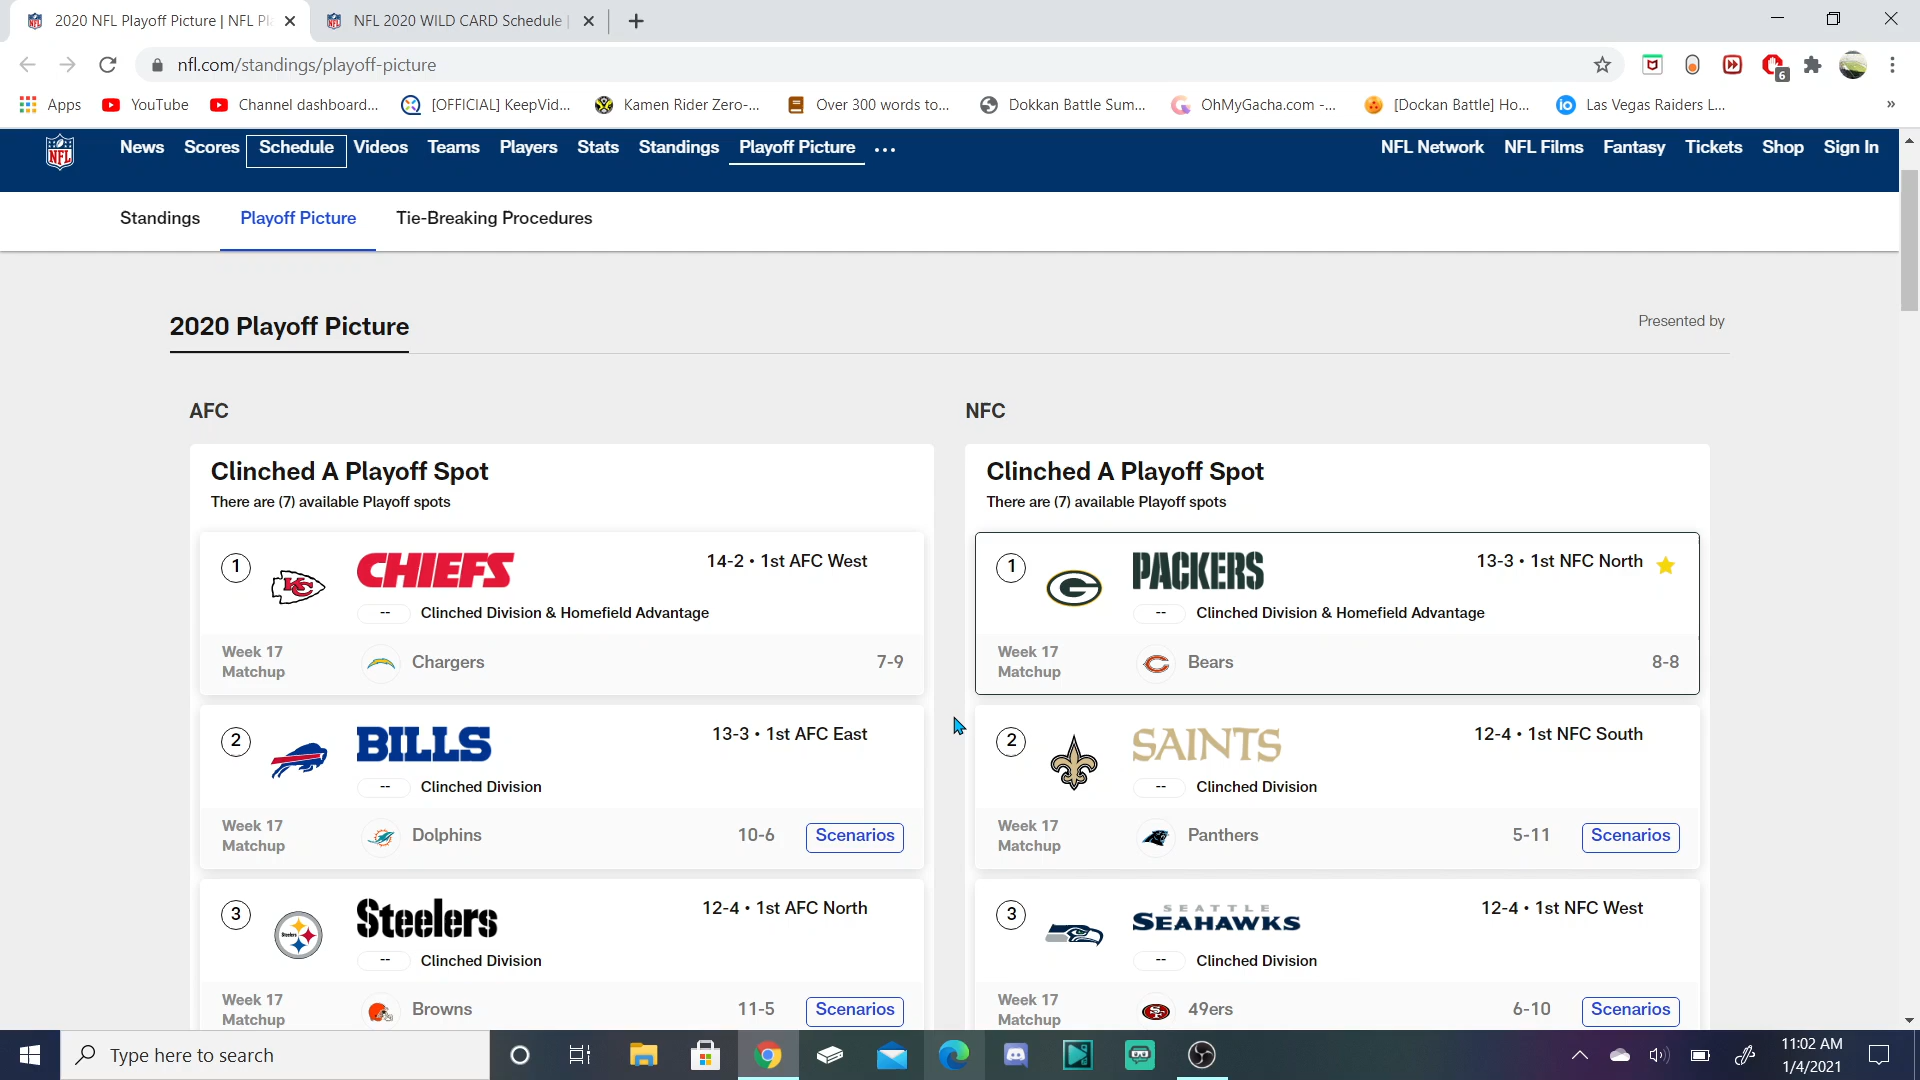 2020 NFL Playoff Picture | NFL Pl
NFL 2020 WILD CARD Schedule |
nfl.com/standings/playoff-picture
6
Apps
YouTube
Channel dashboard...
[OFFICIAL] KeepVid...
Kamen Rider Zero-...
Over 300 words to...
Dokkan Battle Sum...
OhMyGacha.com -...
[Dockan Battle] Ho...
io Las Vegas Raiders L...
»
NFL News Scores Schedule Videos Teams Players Stats Standings Playoff Picture ... NFL Network NFL Films Fantasy Tickets Shop Sign In
Standings Playoff Picture Tie-Breaking Procedures
2020 Playoff Picture
Presented by
AFC
Clinched A Playoff Spot
There are (7) available Playoff spots
1 KC CHIEFS 14-2 • 1st AFC West
-- Clinched Division & Homefield Advantage
Week 17
Matchup
Chargers 7-9
2 BILLS 13-3 • 1st AFC East
-- Clinched Division
Week 17
Matchup
Dolphins 10-6 Scenarios
3 Steelers Steelers 12-4 • 1st AFC North
-- Clinched Division
Week 17
Matchup
Browns 11-5 Scenarios
NFC
Clinched A Playoff Spot
There are (7) available Playoff spots
1 G PACKERS 13-3 • 1st NFC North
-- Clinched Division & Homefield Advantage
Week 17
Matchup
C Bears 8-8
2 SAINTS 12-4 • 1st NFC South
-- Clinched Division
Week 17
Matchup
Panthers 5-11 Scenarios
3 SEATTLE
SEAHAWKS 12-4 • 1st NFC West
-- Clinched Division
Week 17
Matchup
SF 49ers 6-10 Scenarios
Type here to search
11:02 AM
1/4/2021